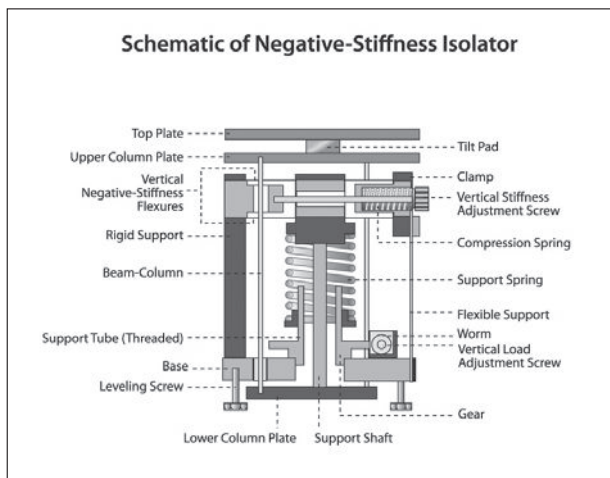 Schematic of Negative-Stiffness Isolator
Top Plate
Upper Column Plate
Vertical
Negative-Stiffness
Flexures
Rigid Support
Beam-Column
Support Tube (Threaded)
Base
Leveling Screw
Lower Column Plate
Support Shaft
Tilt Pad
Clamp
Vertical Stiffness
Adjustment Screw
Compression Spring
Support Spring
Flexible Support
Worm
Vertical Load
Adjustment Screw
Gear